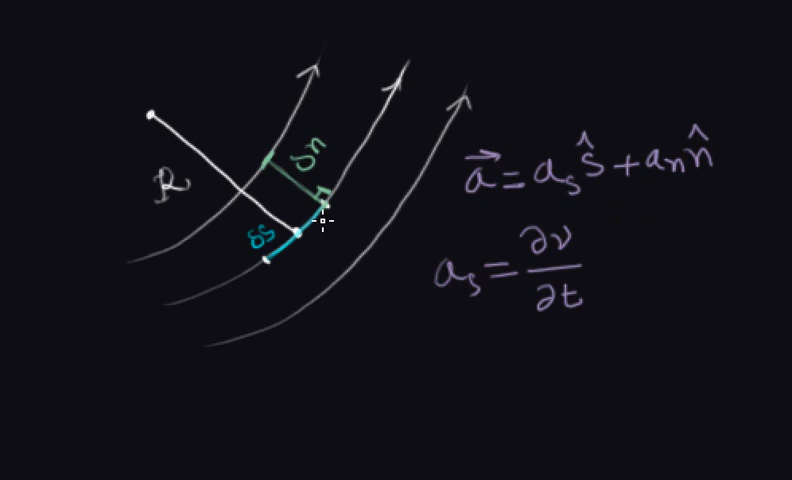 R
δn
δs
a⃗ = aₛŝ + aₙn̂
aₛ = ∂v/∂t